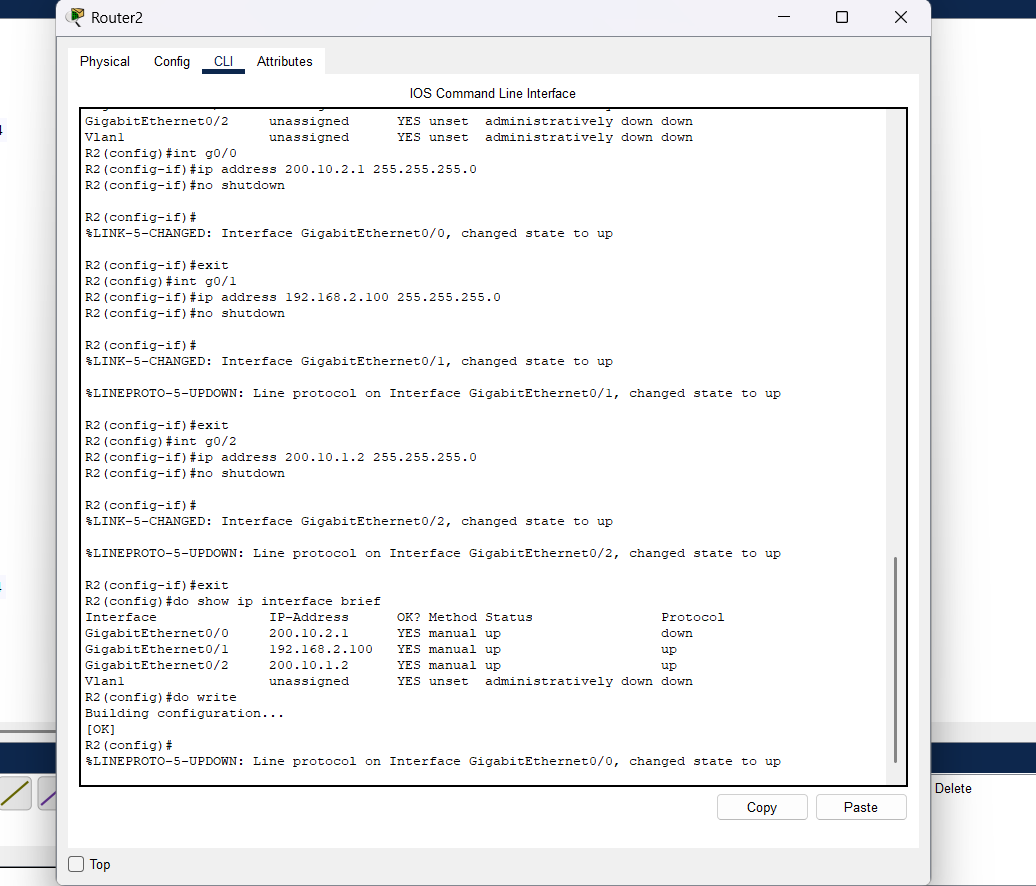 Router2
Physical Config CLI Attributes
IOS Command Line Interface
GigabitEthernet0/2     unassigned      YES unset  administratively down down
Vlan1                  unassigned      YES unset  administratively down down
R2(config)#int g0/0
R2(config-if)#ip address 200.10.2.1 255.255.255.0
R2(config-if)#no shutdown
R2(config-if)#
%LINK-5-CHANGED: Interface GigabitEthernet0/0, changed state to up
R2(config-if)#exit
R2(config)#int g0/1
R2(config-if)#ip address 192.168.2.100 255.255.255.0
R2(config-if)#no shutdown
R2(config-if)#
%LINK-5-CHANGED: Interface GigabitEthernet0/1, changed state to up
%LINEPROTO-5-UPDOWN: Line protocol on Interface GigabitEthernet0/1, changed state to up
R2(config-if)#exit
R2(config)#int g0/2
R2(config-if)#ip address 200.10.1.2 255.255.255.0
R2(config-if)#no shutdown
R2(config-if)#
%LINK-5-CHANGED: Interface GigabitEthernet0/2, changed state to up
%LINEPROTO-5-UPDOWN: Line protocol on Interface GigabitEthernet0/2, changed state to up
R2(config-if)#exit
R2(config)#do show ip interface brief
Interface              IP-Address      OK? Method Status                Protocol
GigabitEthernet0/0     200.10.2.1      YES manual up                    down
GigabitEthernet0/1     192.168.2.100   YES manual up                    up
GigabitEthernet0/2     200.10.1.2      YES manual up                    up
Vlan1                  unassigned      YES unset  administratively down down
R2(config)#do write
Building configuration...
[OK]
R2(config)#
%LINEPROTO-5-UPDOWN: Line protocol on Interface GigabitEthernet0/0, changed state to up
Delete
Copy Paste
Top